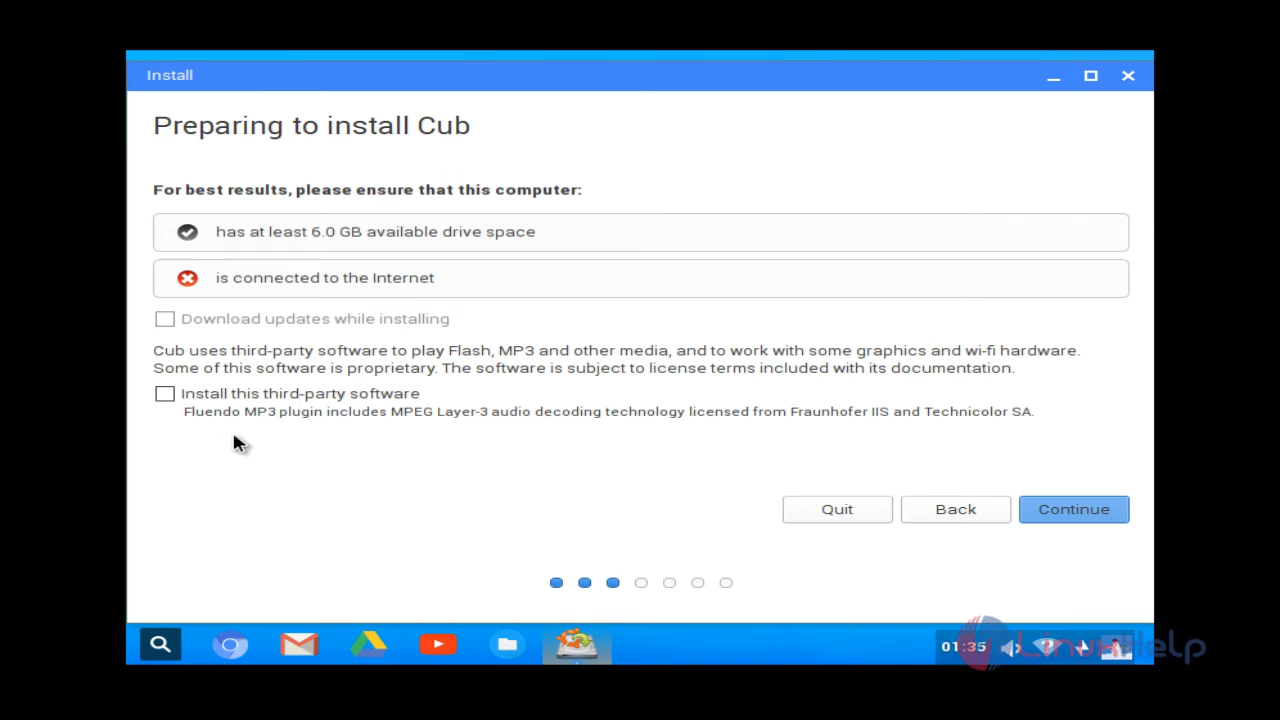 Install
Preparing to install Cub
For best results, please ensure that this computer:
has at least 6.0 GB available drive space
is connected to the Internet
Download updates while installing
Cub uses third-party software to play Flash, MP3 and other media, and to work with some graphics and wi-fi hardware.
Some of this software is proprietary. The software is subject to license terms included with its documentation.
Install this third-party software
Fluendo MP3 plugin includes MPEG Layer-3 audio decoding technology licensed from Fraunhofer IIS and Technicolor SA.
Quit Back Continue
01:35 LinuxHelp